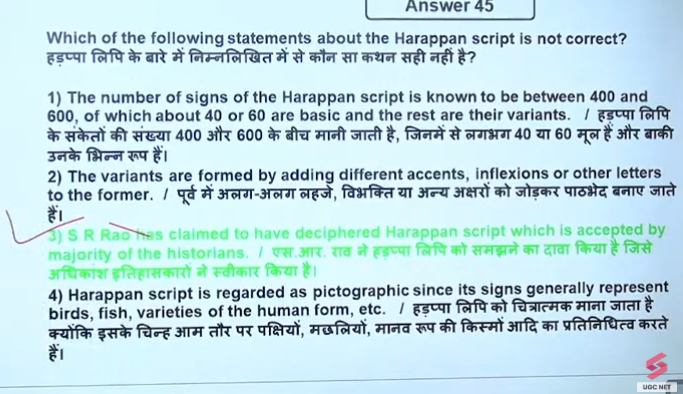 Answer 45
Which of the following statements about the Harappan script is not correct?
हड़प्पा लिपि के बारे में निम्नलिखित में से कौन सा कथन सही नहीं है?
1) The number of signs of the Harappan script is known to be between 400 and
600, of which about 40 or 60 are basic and the rest are their variants. / हड़प्पा लिपि
के संकेतों की संख्या 400 और 600 के बीच मानी जाती है, जिनमें से लगभग 40 या 60 मूल हैं और बाकी
उनके भिन्न रूप हैं।
2) The variants are formed by adding different accents, inflexions or other letters
to the former. / पूर्व में अलग-अलग लहजे, विभक्ति या अन्य अक्षरों को जोड़कर पाठभेद बनाए जाते
हैं।
3) S R Rao has claimed to have deciphered Harappan script which is accepted by
majority of the historians. / एस.आर. राव ने हड़प्पा लिपि को समझने का दावा किया है जिसे
अधिकांश इतिहासकारों ने स्वीकार किया है।
4) Harappan script is regarded as pictographic since its signs generally represent
birds, fish, varieties of the human form, etc. / हड़प्पा लिपि को चित्रात्मक माना जाता है
क्योंकि इसके चिन्ह आम तौर पर पक्षियों, मछलियों, मानव रूप की किस्मों आदि का प्रतिनिधित्व करते
हैं।
UGC NET